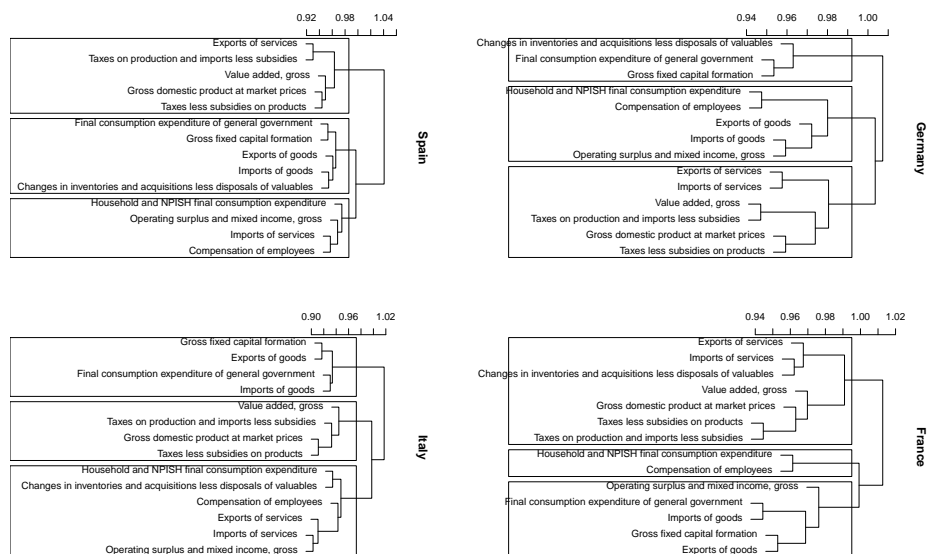 0.92 0.98 1.04
Exports of services
Taxes on production and imports less subsidies
Value added, gross
Gross domestic product at market prices
Taxes less subsidies on products
Final consumption expenditure of general government
Gross fixed capital formation
Exports of goods
Imports of goods
Changes in inventories and acquisitions less disposals of valuables
Household and NPISH final consumption expenditure
Operating surplus and mixed income, gross
Imports of services
Compensation of employees
Spain
0.94 0.96 0.98 1.00
Changes in inventories and acquisitions less disposals of valuables
Final consumption expenditure of general government
Gross fixed capital formation
Household and NPISH final consumption expenditure
Compensation of employees
Exports of goods
Imports of goods
Operating surplus and mixed income, gross
Exports of services
Imports of services
Value added, gross
Taxes on production and imports less subsidies
Gross domestic product at market prices
Taxes less subsidies on products
Germany
0.90 0.96 1.02
Gross fixed capital formation
Exports of goods
Final consumption expenditure of general government
Imports of goods
Value added, gross
Taxes on production and imports less subsidies
Gross domestic product at market prices
Taxes less subsidies on products
Household and NPISH final consumption expenditure
Changes in inventories and acquisitions less disposals of valuables
Compensation of employees
Exports of services
Imports of services
Operating surplus and mixed income, gross
Italy
0.94 0.96 0.98 1.00 1.02
Exports of services
Imports of services
Changes in inventories and acquisitions less disposals of valuables
Value added, gross
Gross domestic product at market prices
Taxes less subsidies on products
Taxes on production and imports less subsidies
Household and NPISH final consumption expenditure
Compensation of employees
Operating surplus and mixed income, gross
Final consumption expenditure of general government
Imports of goods
Gross fixed capital formation
Exports of goods
France